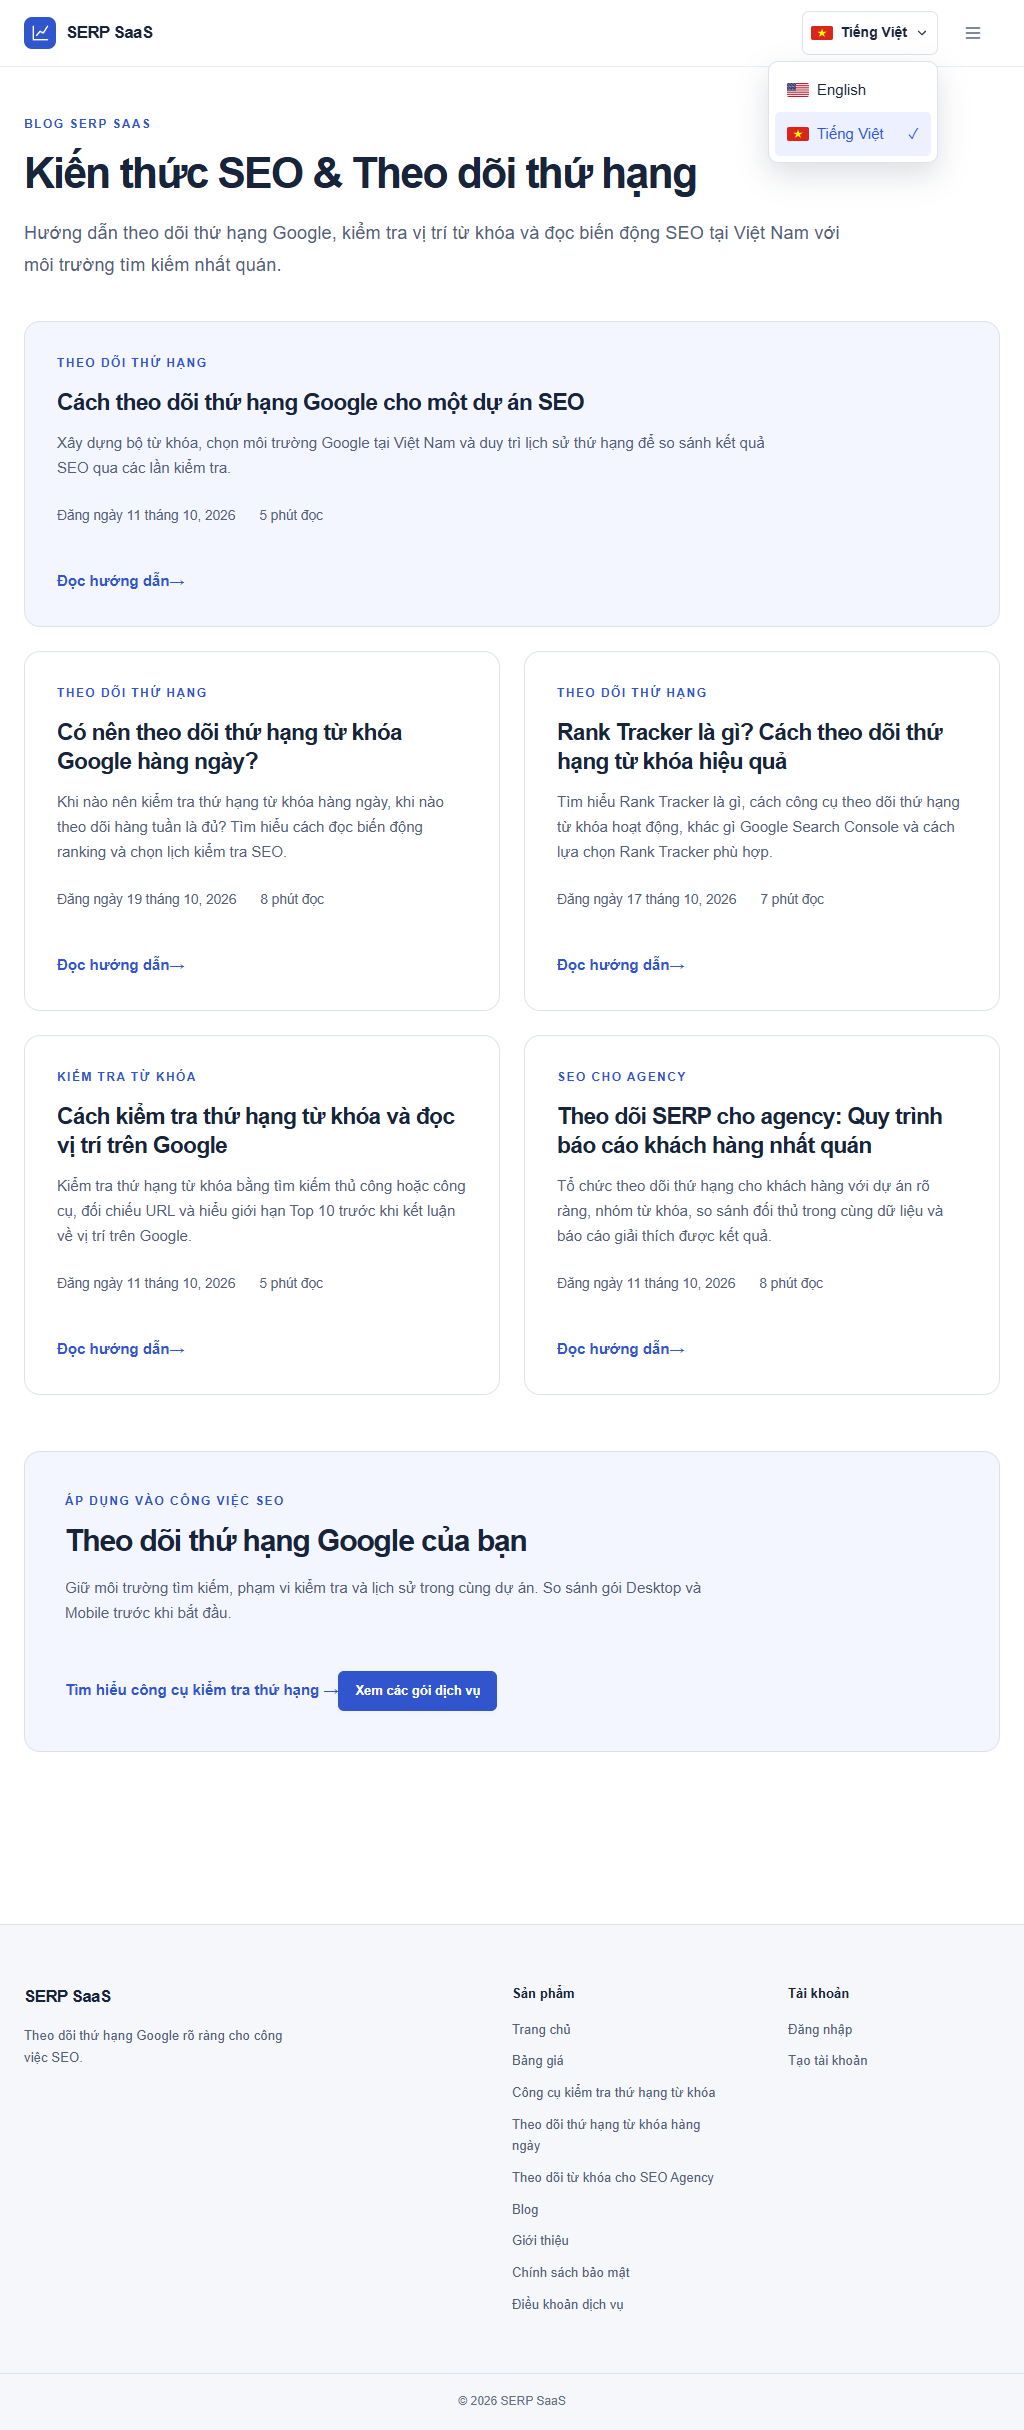 SERP SaaS
Tiếng Việt
English
Tiếng Việt
BLOG SERP SAAS
Kiến thức SEO & Theo dõi thứ hạng
Hướng dẫn theo dõi thứ hạng Google, kiểm tra vị trí từ khóa và đọc biến động SEO tại Việt Nam với
môi trường tìm kiếm nhất quán.
THEO DÕI THỨ HẠNG
Cách theo dõi thứ hạng Google cho một dự án SEO
Xây dựng bộ từ khóa, chọn môi trường Google tại Việt Nam và duy trì lịch sử thứ hạng để so sánh kết quả
SEO qua các lần kiểm tra.
Đăng ngày 11 tháng 10, 2026 5 phút đọc
Đọc hướng dẫn→
THEO DÕI THỨ HẠNG
Có nên theo dõi thứ hạng từ khóa
Google hàng ngày?
Khi nào nên kiểm tra thứ hạng từ khóa hàng ngày, khi nào
theo dõi hàng tuần là đủ? Tìm hiểu cách đọc biến động
ranking và chọn lịch kiểm tra SEO.
Đăng ngày 19 tháng 10, 2026 8 phút đọc
Đọc hướng dẫn→
THEO DÕI THỨ HẠNG
Rank Tracker là gì? Cách theo dõi thứ
hạng từ khóa hiệu quả
Tìm hiểu Rank Tracker là gì, cách công cụ theo dõi thứ hạng
từ khóa hoạt động, khác gì Google Search Console và cách
lựa chọn Rank Tracker phù hợp.
Đăng ngày 17 tháng 10, 2026 7 phút đọc
Đọc hướng dẫn→
KIỂM TRA TỪ KHÓA
Cách kiểm tra thứ hạng từ khóa và đọc
vị trí trên Google
Kiểm tra thứ hạng từ khóa bằng tìm kiếm thủ công hoặc công
cụ, đối chiếu URL và hiểu giới hạn Top 10 trước khi kết luận
về vị trí trên Google.
Đăng ngày 11 tháng 10, 2026 5 phút đọc
Đọc hướng dẫn→
SEO CHO AGENCY
Theo dõi SERP cho agency: Quy trình
báo cáo khách hàng nhất quán
Tổ chức theo dõi thứ hạng cho khách hàng với dự án rõ
ràng, nhóm từ khóa, so sánh đối thủ trong cùng dữ liệu và
báo cáo giải thích được kết quả.
Đăng ngày 11 tháng 10, 2026 8 phút đọc
Đọc hướng dẫn→
ÁP DỤNG VÀO CÔNG VIỆC SEO
Theo dõi thứ hạng Google của bạn
Giữ môi trường tìm kiếm, phạm vi kiểm tra và lịch sử trong cùng dự án. So sánh gói Desktop và
Mobile trước khi bắt đầu.
Tìm hiểu công cụ kiểm tra thứ hạng →
Xem các gói dịch vụ
SERP SaaS
Theo dõi thứ hạng Google rõ ràng cho công
việc SEO.
Sản phẩm
Trang chủ
Bảng giá
Công cụ kiểm tra thứ hạng từ khóa
Theo dõi thứ hạng từ khóa hàng
ngày
Theo dõi từ khóa cho SEO Agency
Blog
Giới thiệu
Chính sách bảo mật
Điều khoản dịch vụ
Tài khoản
Đăng nhập
Tạo tài khoản
© 2026 SERP SaaS